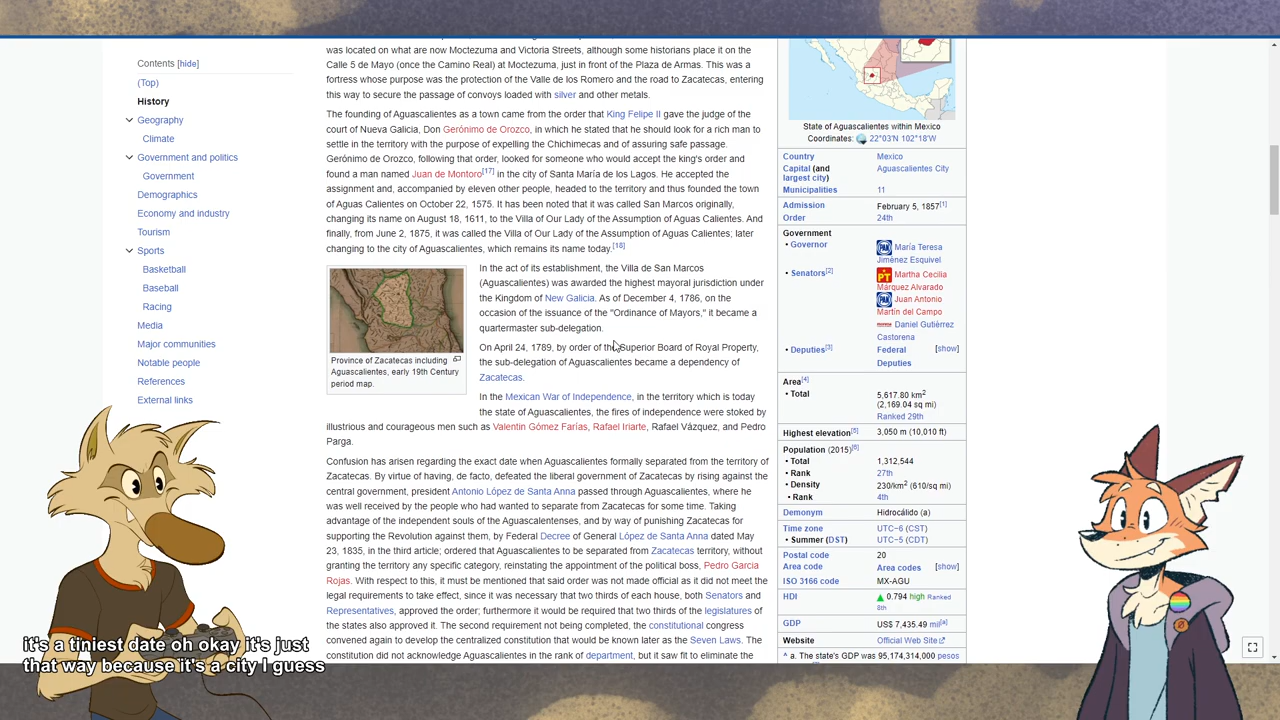 was located on what are now Moctezuma and Victoria Streets, although some historians place it on the
Calle 5 de Mayo (once the Camino Real) at Moctezuma, just in front of the Plaza de Armas. This was a
fortress whose purpose was the protection of the Valle de los Romero and the road to Zacatecas, entering
this way to secure the passage of convoys loaded with silver and other metals.
The founding of Aguascalientes as a town came from the order that King Felipe II gave the judge of the
court of Nueva Galicia, Don Gerónimo de Orozco, in which he stated that he should look for a rich man to
settle in the territory with the purpose of expelling the Chichimecas and of assuring safe passage.
Gerónimo de Orozco, following that order, looked for someone who would accept the king's order and
found a man named Juan de Montoro[17] in the city of Santa María de los Lagos. He accepted the
assignment and, accompanied by eleven other people, headed to the territory and thus founded the town
of Aguas Calientes on October 22, 1575. It has been noted that it was called San Marcos originally,
changing its name on August 18, 1611, to the Villa of Our Lady of the Assumption of Aguas Calientes. And
finally, from June 2, 1875, it was called the Villa of Our Lady of the Assumption of Aguas Calientes; later
changing to the city of Aguascalientes, which remains its name today.[18]
In the act of its establishment, the Villa de San Marcos
(Aguascalientes) was awarded the highest mayoral jurisdiction under
the Kingdom of New Galicia. As of December 4, 1786, on the
occasion of the issuance of the "Ordinance of Mayors," it became a
quartermaster sub-delegation.
On April 24, 1789, by order of the Superior Board of Royal Property,
the sub-delegation of Aguascalientes became a dependency of
Zacatecas.
In the Mexican War of Independence, in the territory which is today
the state of Aguascalientes, the fires of independence were stoked by
illustrious and courageous men such as Valentin Gómez Farías, Rafael Iriarte, Rafael Vázquez, and Pedro
Parga.
Confusion has arisen regarding the exact date when Aguascalientes formally separated from the territory of
Zacatecas. By virtue of having, de facto, defeated the liberal government of Zacatecas by rising against the
central government, president Antonio López de Santa Anna passed through Aguascalientes, where he
was well received by the people who had wanted to separate from Zacatecas for some time. Taking
advantage of the independent souls of the Aguascalentenses, and by way of punishing Zacatecas for
supporting the Revolution against them, by Federal Decree of General López de Santa Anna dated May
23, 1835, in the third article; ordered that Aguascalientes to be separated from Zacatecas territory, without
granting the territory any specific category, reinstating the appointment of the political boss, Pedro Garcia
Rojas. With respect to this, it must be mentioned that said order was not made official as it did not meet the
legal requirements to take effect, since it was necessary that two thirds of each house, both Senators and
Representatives, approved the order; furthermore it would be required that two thirds of the legislatures of
the states also approved it. The second requirement not being completed, the constitutional congress
convened again to develop the centralized constitution that would be known later as the Seven Laws. The
constitution did not acknowledge Aguascalientes in the rank of department, but it saw fit to eliminate the
Province of Zacatecas including
Aguascalientes, early 19th Century
period map.
Contents [hide]
(Top)
History
Geography
Climate
Government and politics
Government
Demographics
Economy and industry
Tourism
Sports
Basketball
Baseball
Racing
Media
Major communities
Notable people
References
External links
State of Aguascalientes within Mexico
Coordinates: 22°03′N 102°18′W
Country Mexico
Capital (and largest city) Aguascalientes City
Municipalities 11
Admission February 5, 1857[1]
Order 24th
Government
• Governor María Teresa Jiménez Esquivel
• Senators[2] Martha Cecilia Márquez Alvarado
Juan Antonio Martín del Campo
Daniel Gutiérrez Castorena
• Deputies[3] Federal Deputies [show]
Area[4]
• Total 5,617.80 km2
(2,169.04 sq mi)
Ranked 29th
Highest elevation[5] 3,050 m (10,010 ft)
Population (2015)[6]
• Total 1,312,544
• Rank 27th
• Density 230/km2 (610/sq mi)
• Rank 4th
Demonym Hidrocálido (a)
Time zone UTC−6 (CST)
• Summer (DST) UTC−5 (CDT)
Postal code 20
Area code Area codes [show]
ISO 3166 code MX-AGU
HDI 0.794 high Ranked 8th
GDP US$ 7,435.49 mil[a]
Website Official Web Site
^ a. The state's GDP was 95,174,314,000 pesos
PAN
PT
it's a tiniest date oh okay it's just
that way because it's a city I guess